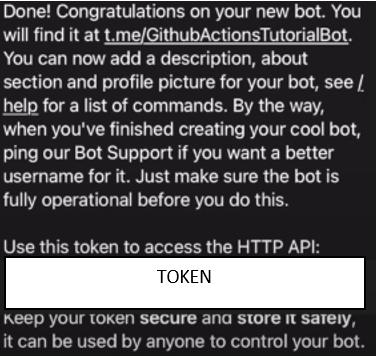 Done! Congratulations on your new bot. You
will find it at t.me/GithubActionsTutorialBot.
You can now add a description, about
section and profile picture for your bot, see /
help for a list of commands. By the way,
when you've finished creating your cool bot,
ping our Bot Support if you want a better
username for it. Just make sure the bot is
fully operational before you do this.
Use this token to access the HTTP API:
TOKEN
Keep your token secure and store it safely,
it can be used by anyone to control your bot.